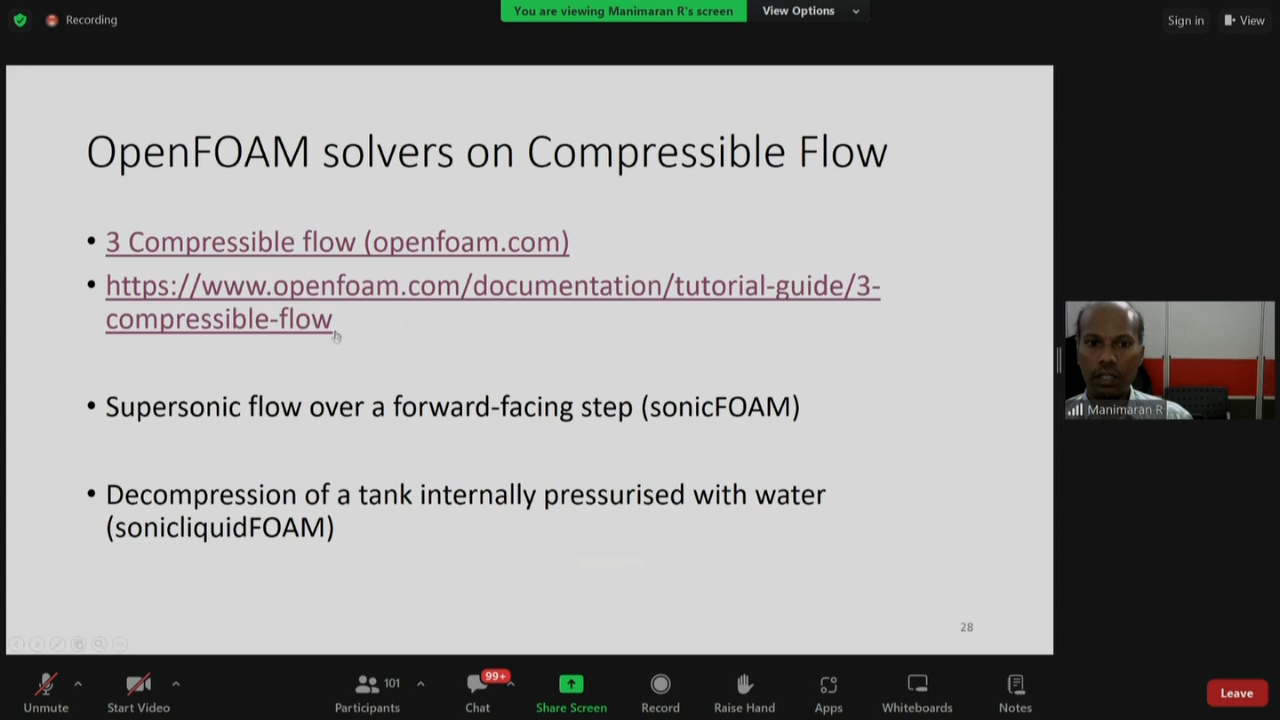 Recording
You are viewing Manimaran R's screen
View Options
Sign in
View
OpenFOAM solvers on Compressible Flow
• 3 Compressible flow (openfoam.com)
• https://www.openfoam.com/documentation/tutorial-guide/3-
compressible-flow
• Supersonic flow over a forward-facing step (sonicFOAM)
• Decompression of a tank internally pressurised with water
(sonicliquidFOAM)
28
Manimaran R
Unmute
Start Video
101
Participants
99+
Chat
Share Screen
Record
Raise Hand
Apps
Whiteboards
Notes
Leave